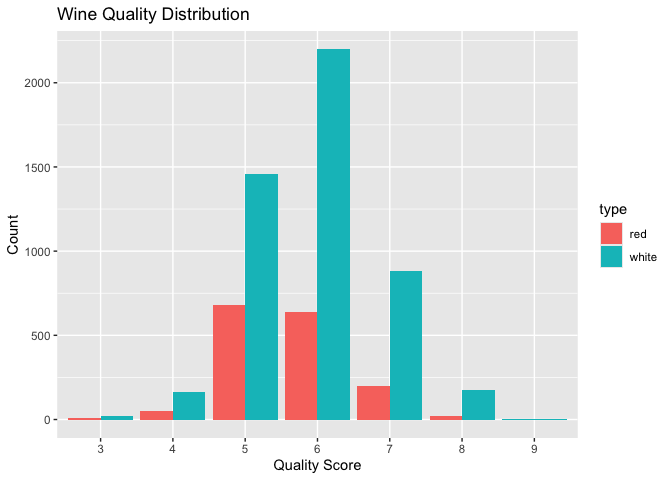 Wine Quality Distribution
2000
1500
1000
500
0
Count
3 4 5 6 7 8 9
Quality Score
type
red
white